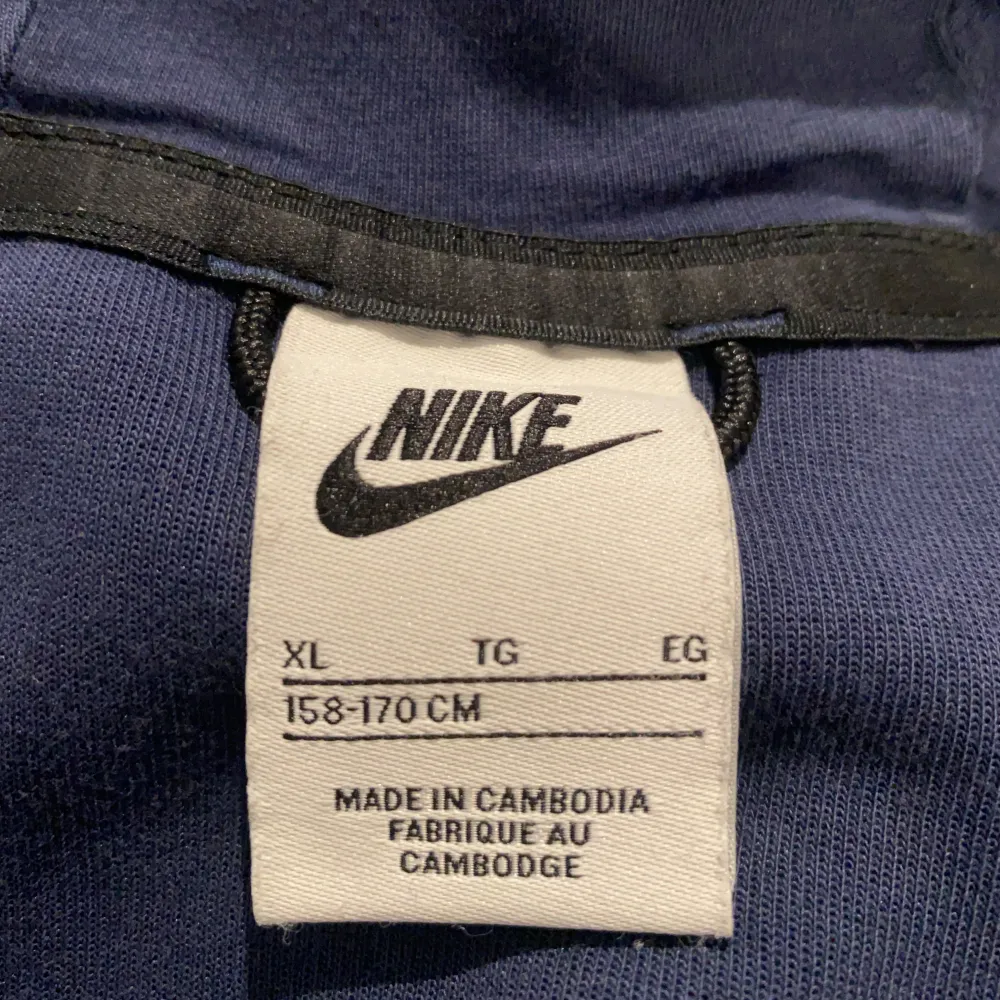 NIKE
XL TG EG
158-170 CM
MADE IN CAMBODIA
FABRIQUE AU
CAMBODGE